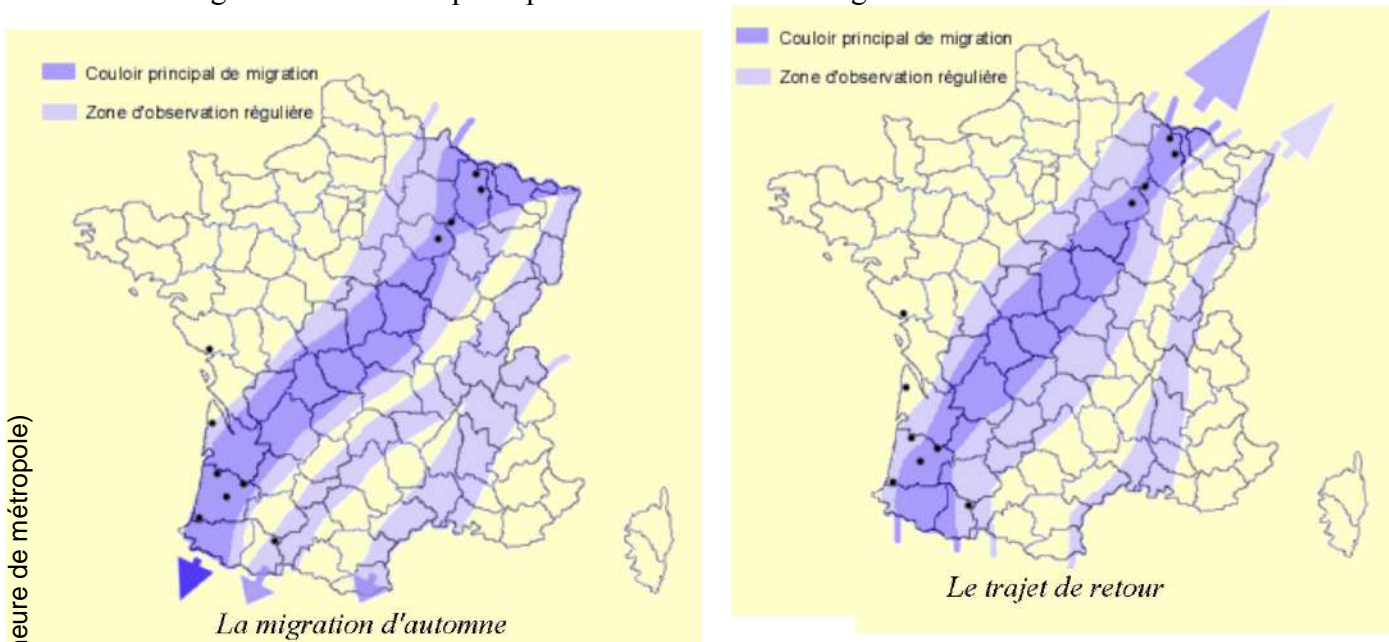 Couloir principal de migration
Zone d'observation régulière
La migration d'automne
Couloir principal de migration
Zone d'observation régulière
Le trajet de retour
heure de métropole)